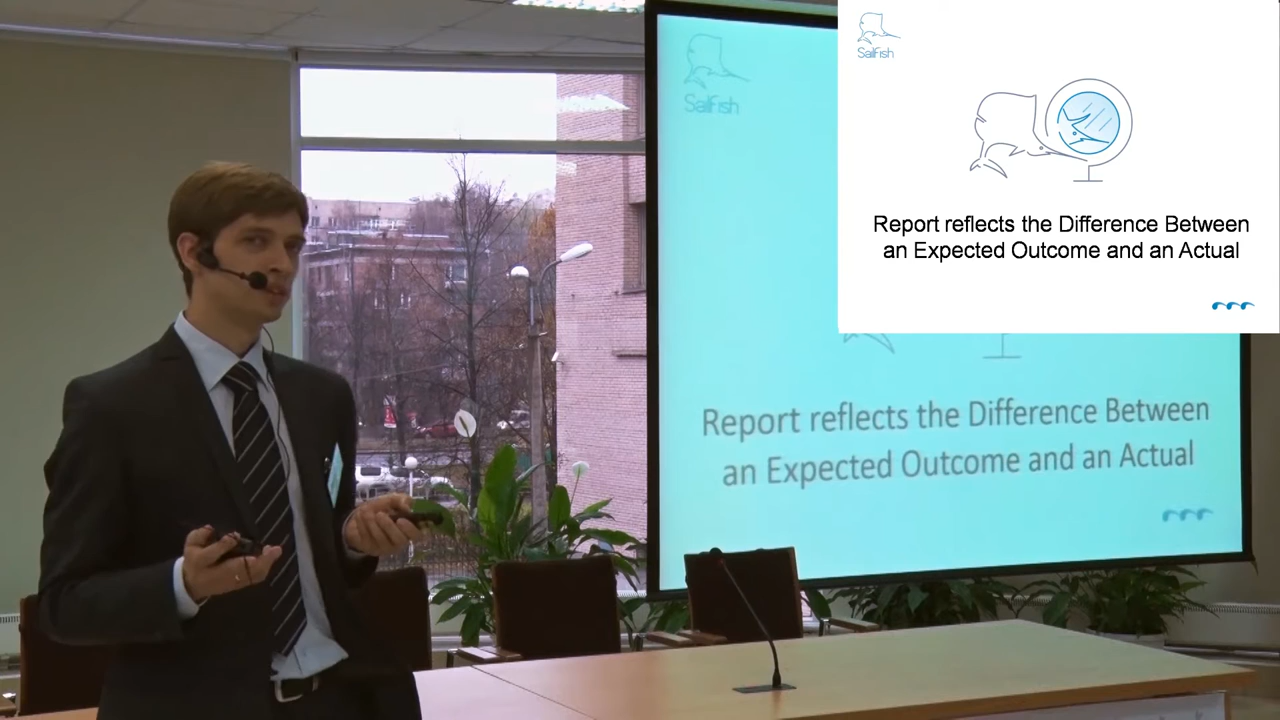 SailFish
Report reflects the Difference Between
an Expected Outcome and an Actual
SailFish
Report reflects the Difference Between
an Expected Outcome and an Actual